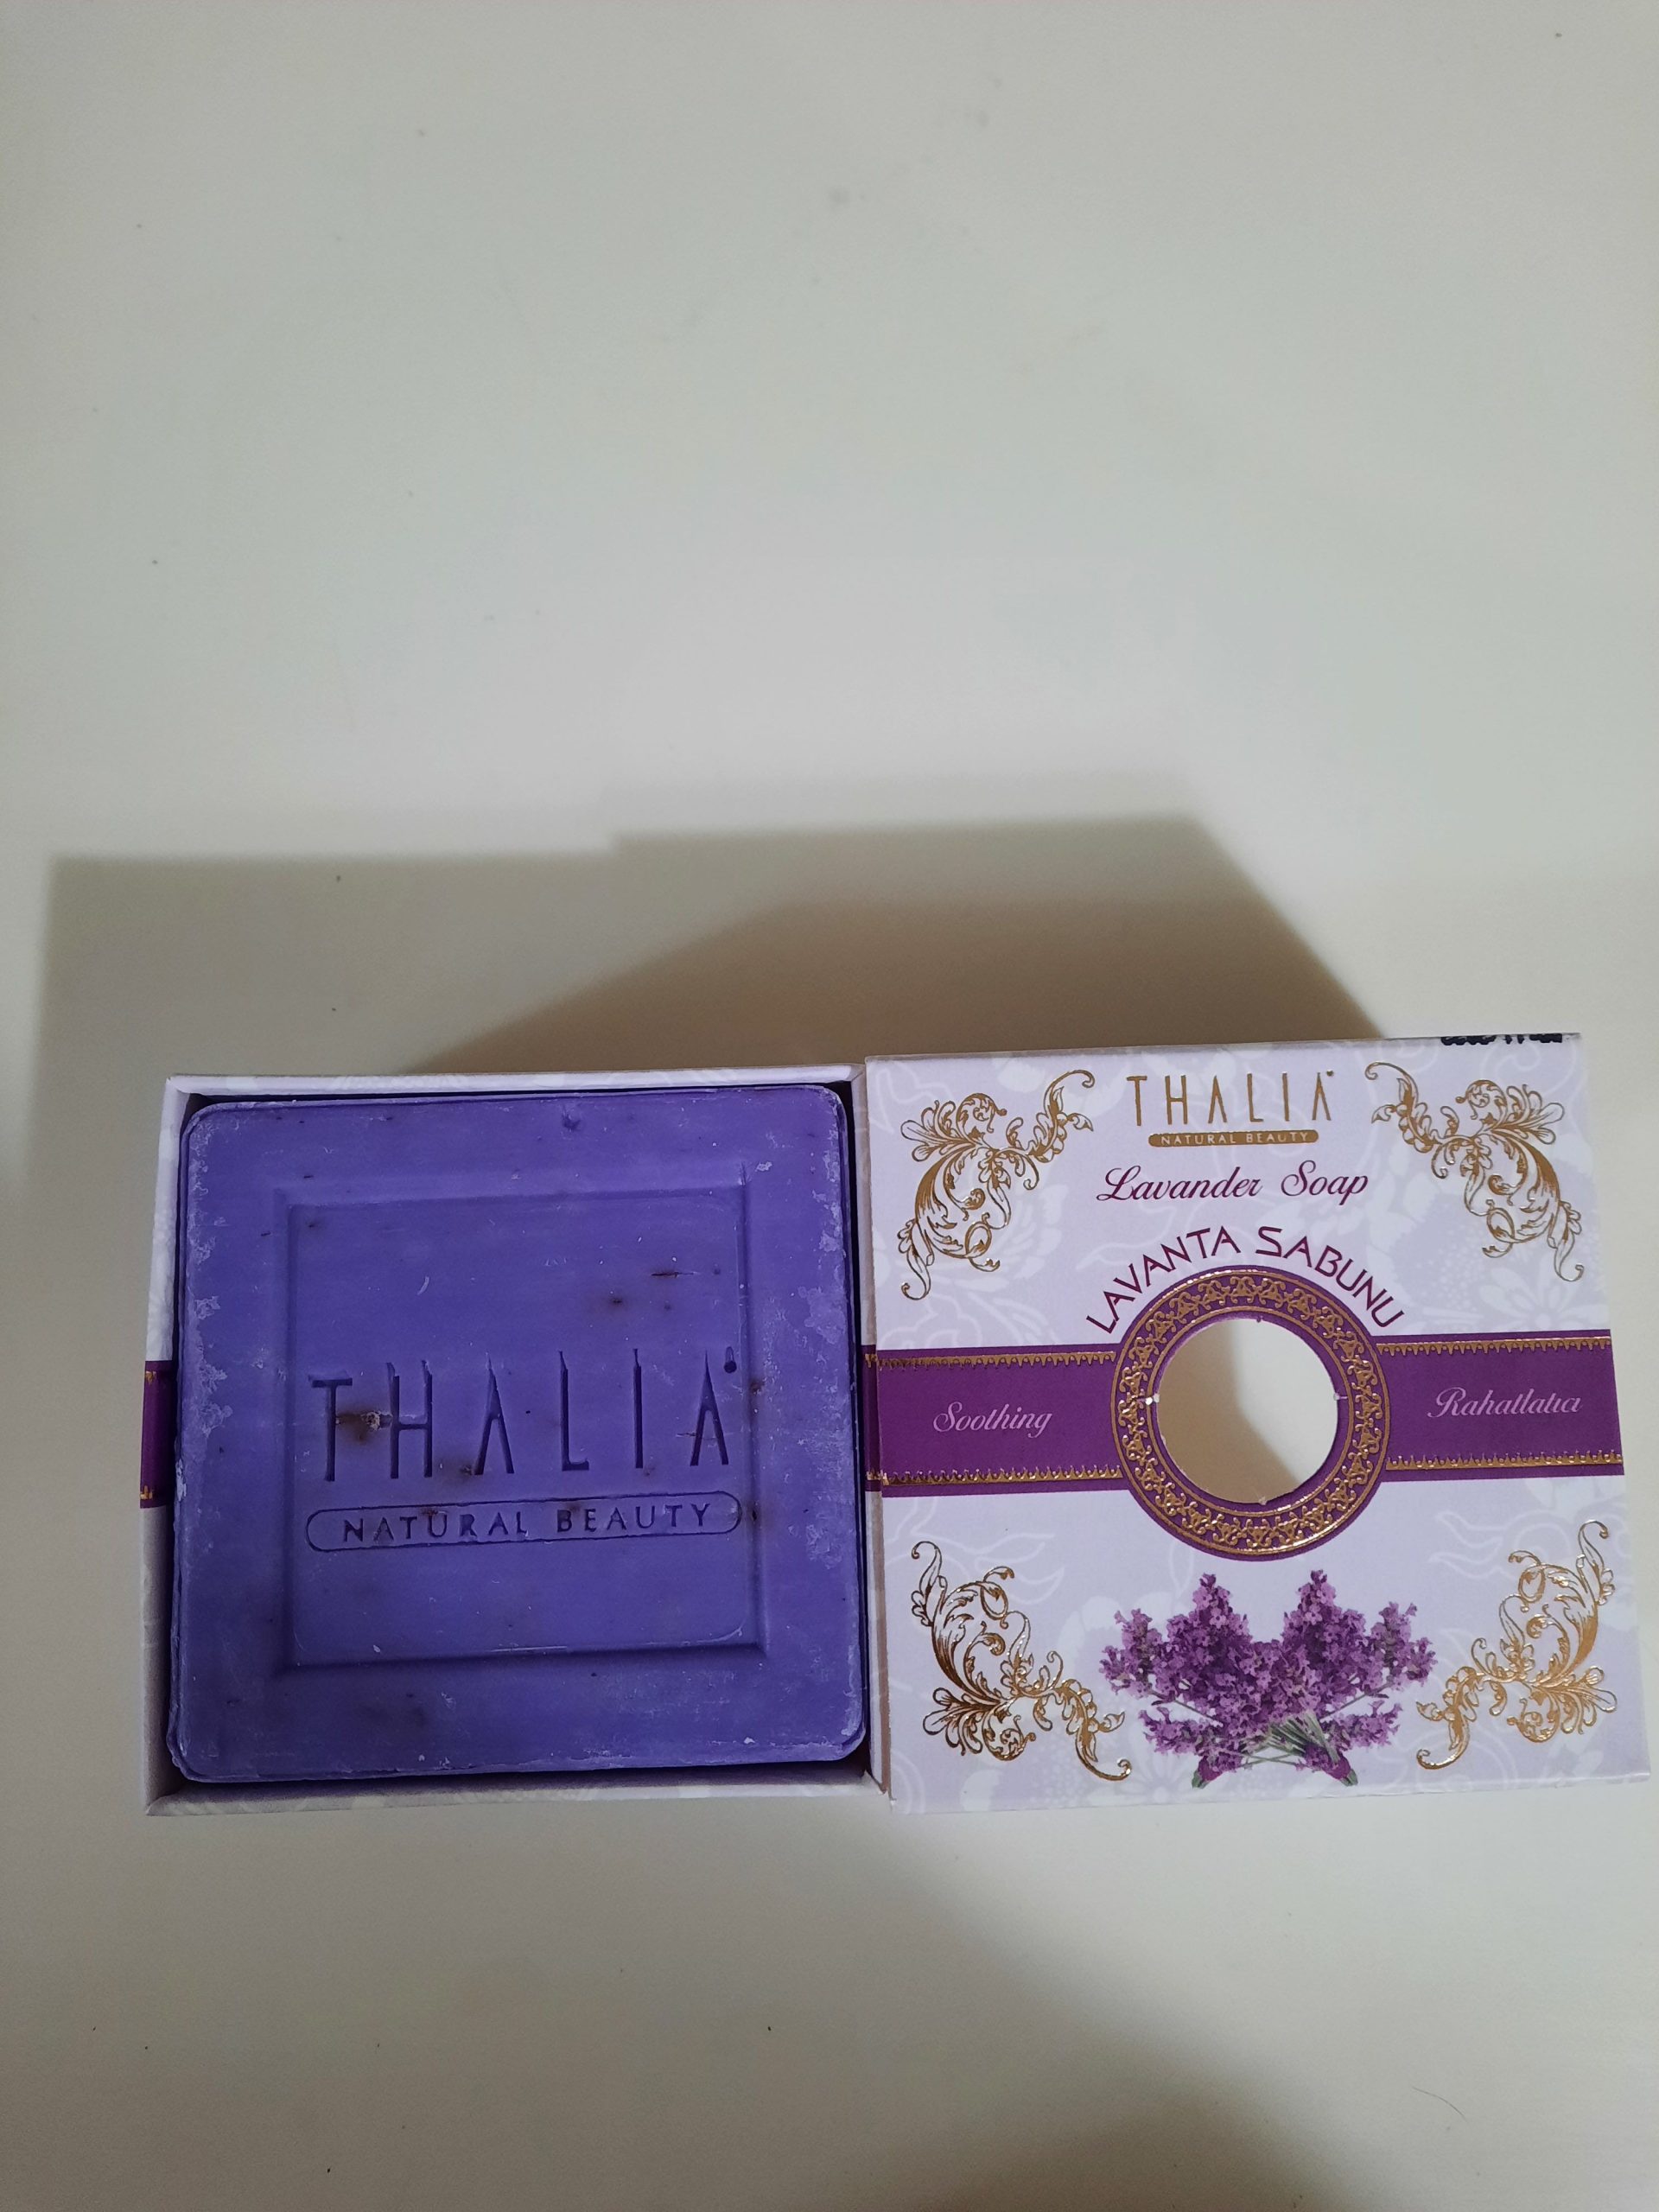 THALIA
NATURAL BEAUTY
THALIA
NATURAL BEAUTY
Lavander Soap
LAVANTA SABUNU
Soothing
Rahatlatıcı